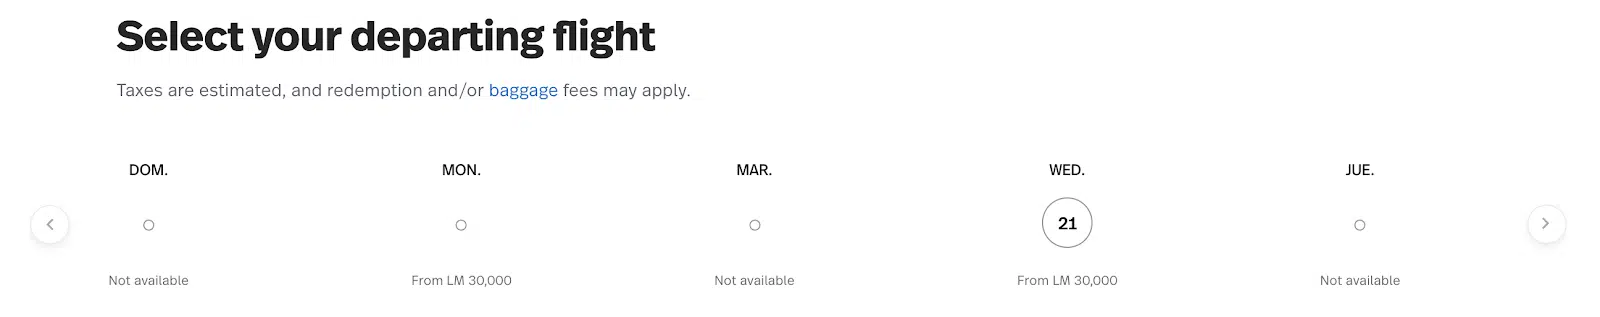 Select your departing flight
Taxes are estimated, and redemption and/or baggage fees may apply.
DOM. MON. MAR. WED. JUE.
21
Not available From LM 30,000 Not available From LM 30,000 Not available